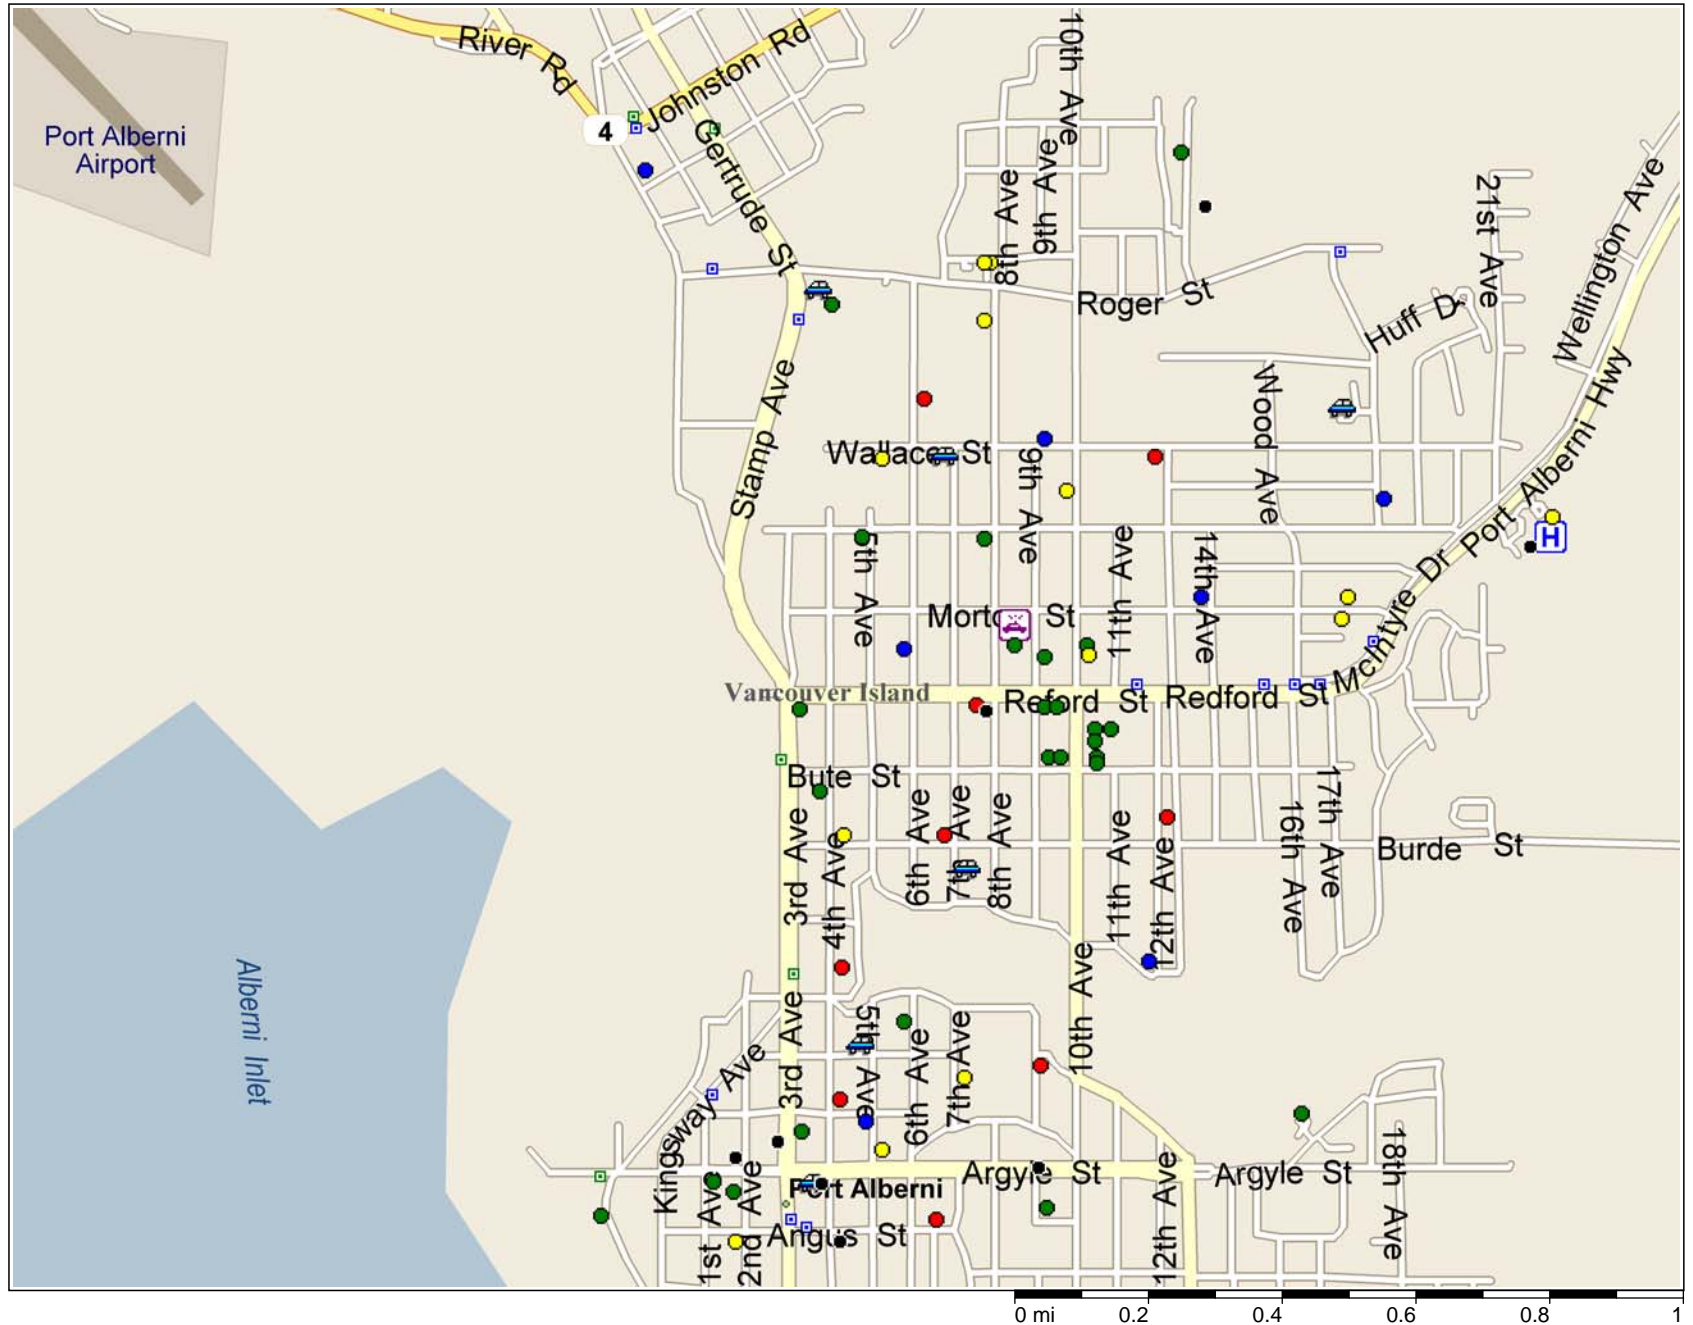 River Rd
Johnston Rd
10th Ave
4
Port Alberni
Airport
Gertrude St
9th Ave
8th Ave
21st Ave
Wellington Ave
Roger St
Huff Dr
Stamp Ave
Wood Ave
Port Alberni Hwy
Wallace St
9th Ave
H
5th Ave
11th Ave
14th Ave
Morton St
McIntyre Dr
Vancouver Island
Reford St
Redford St
Bute St
3rd Ave
4th Ave
6th Ave
7th Ave
8th Ave
11th Ave
12th Ave
16th Ave
17th Ave
Burde St
Alberni Inlet
10th Ave
3rd Ave
5th Ave
6th Ave
7th Ave
Kingsway Ave
Argyle St
Argyle St
18th Ave
Port Alberni
1st Ave
2nd Ave
Angus St
12th Ave
0 mi 0.2 0.4 0.6 0.8 1